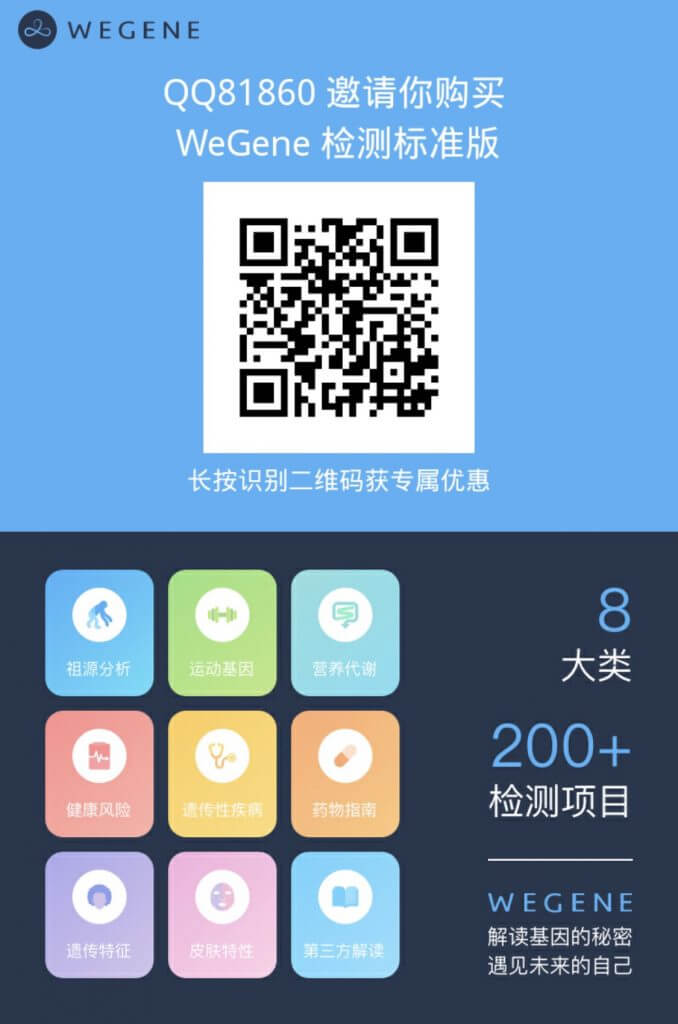 WEGENE
QQ81860 邀请你购买
WeGene 检测标准版
长按识别二维码获专属优惠
祖源分析
运动基因
营养代谢
健康风险
遗传性疾病
药物指南
遗传特征
皮肤特性
第三方解读
8
大类
200+
检测项目
WEGENE
解读基因的秘密
遇见未来的自己